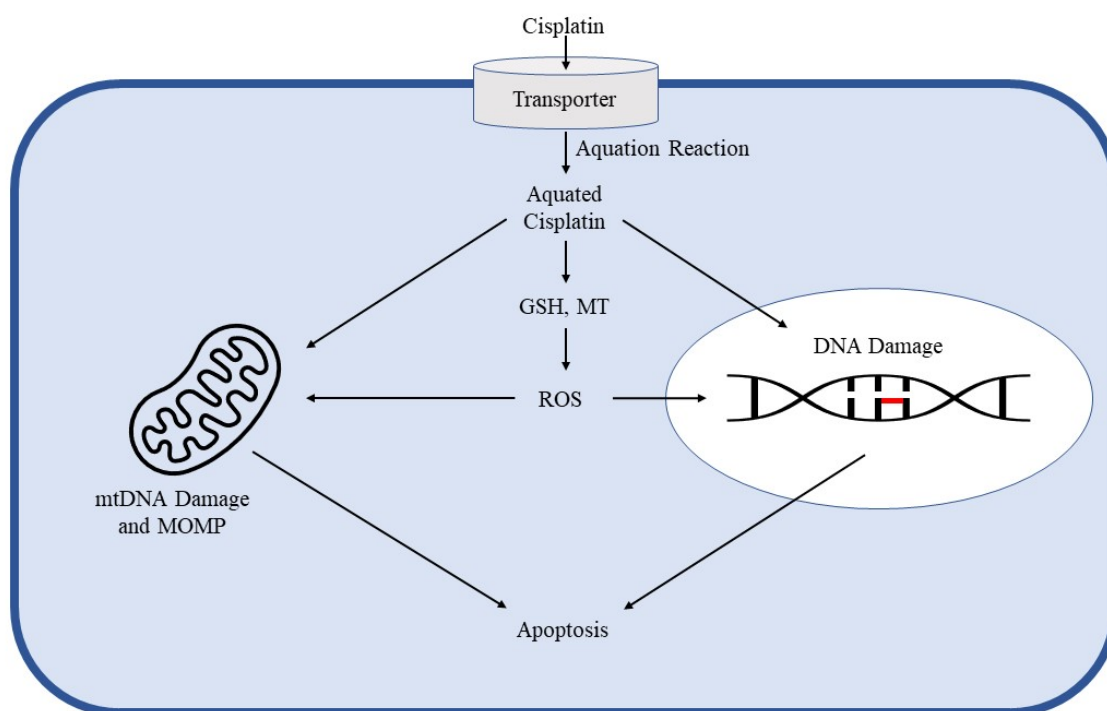 Cisplatin
Transporter
Aquation Reaction
Aquated
Cisplatin
GSH, MT
DNA Damage
ROS
mtDNA Damage
and MOMP
Apoptosis